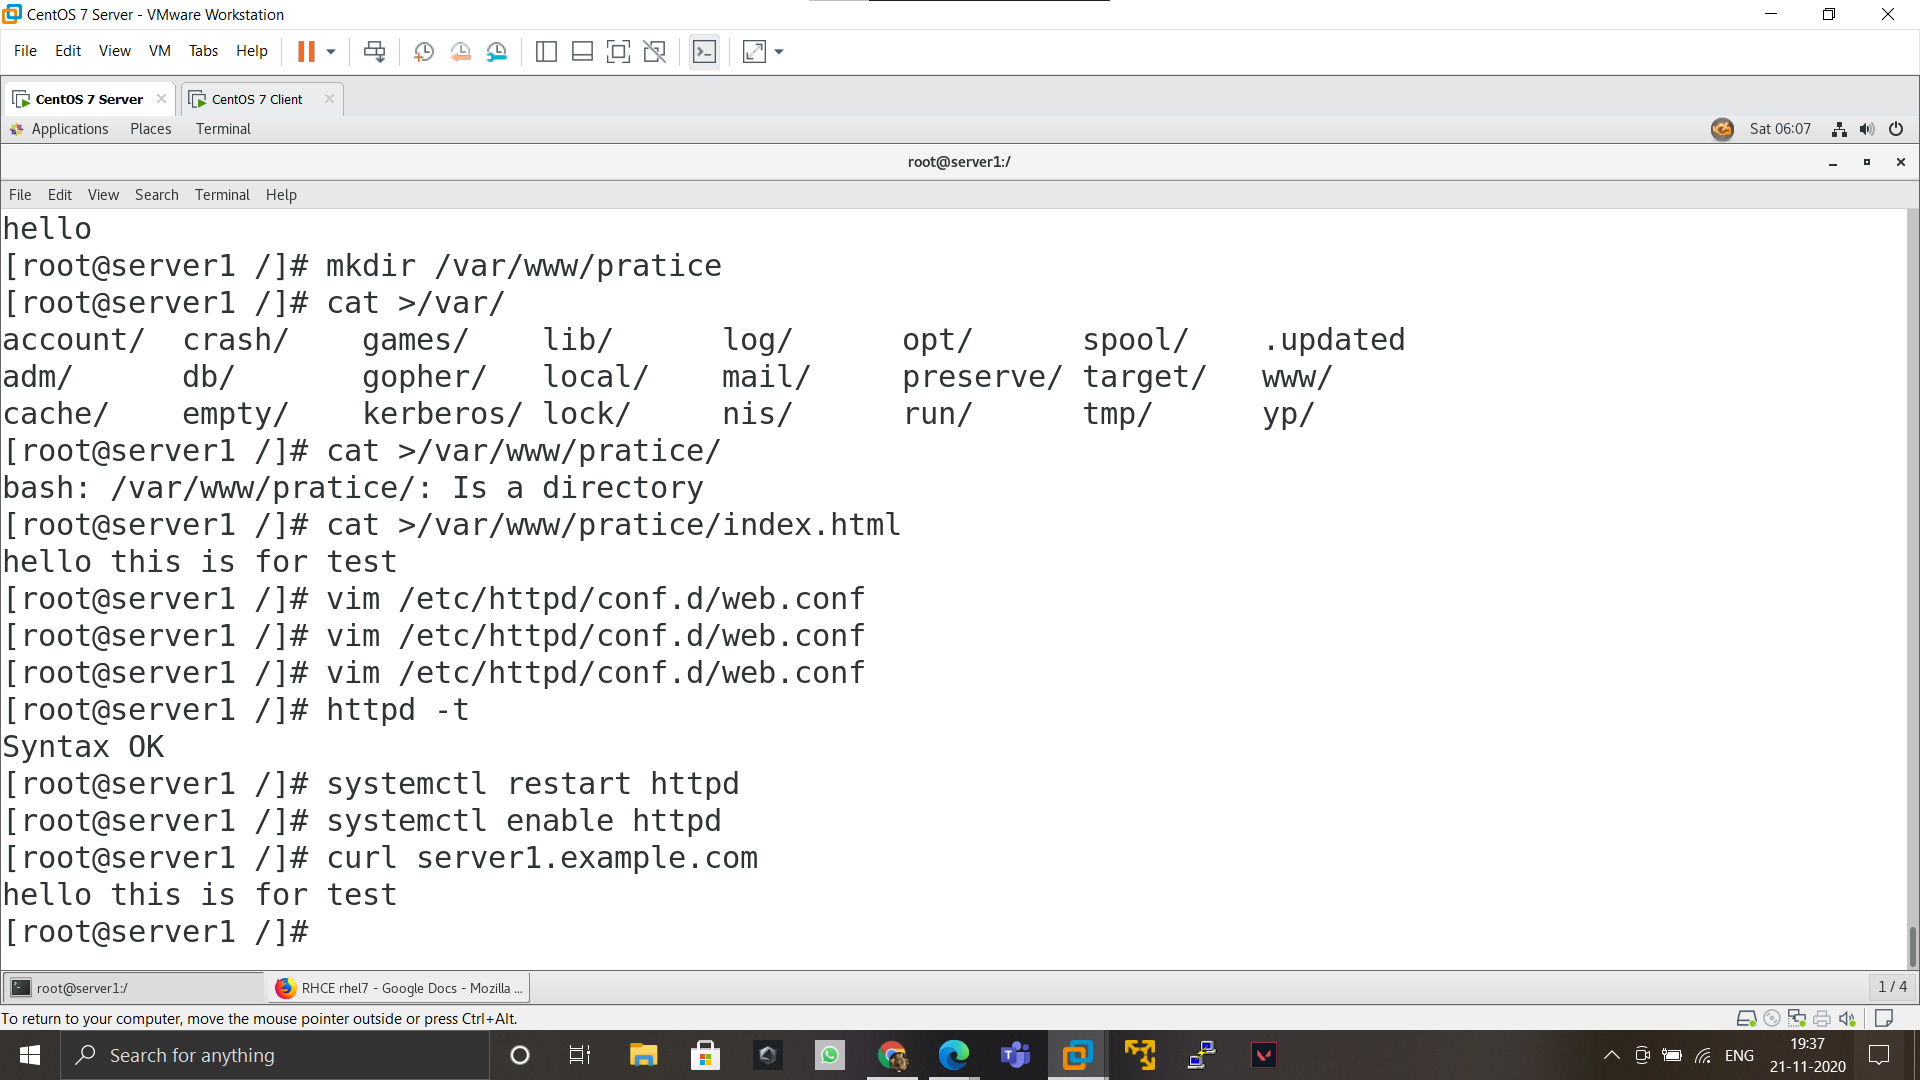 CentOS 7 Server - VMware Workstation
File Edit View VM Tabs Help
CentOS 7 Server CentOS 7 Client
Applications Places Terminal Sat 06:07
root@server1:/
File Edit View Search Terminal Help
hello
[root@server1 /]# mkdir /var/www/pratice
[root@server1 /]# cat >/var/
account/ crash/ games/ lib/ log/ opt/ spool/ .updated
adm/ db/ gopher/ local/ mail/ preserve/ target/ www/
cache/ empty/ kerberos/ lock/ nis/ run/ tmp/ yp/
[root@server1 /]# cat >/var/www/pratice/
bash: /var/www/pratice/: Is a directory
[root@server1 /]# cat >/var/www/pratice/index.html
hello this is for test
[root@server1 /]# vim /etc/httpd/conf.d/web.conf
[root@server1 /]# vim /etc/httpd/conf.d/web.conf
[root@server1 /]# vim /etc/httpd/conf.d/web.conf
[root@server1 /]# httpd -t
Syntax OK
[root@server1 /]# systemctl restart httpd
[root@server1 /]# systemctl enable httpd
[root@server1 /]# curl server1.example.com
hello this is for test
[root@server1 /]#
root@server1:/ RHCE rhel7 - Google Docs - Mozilla ... 1 / 4
To return to your computer, move the mouse pointer outside or press Ctrl+Alt.
Search for anything ENG 19:37
21-11-2020